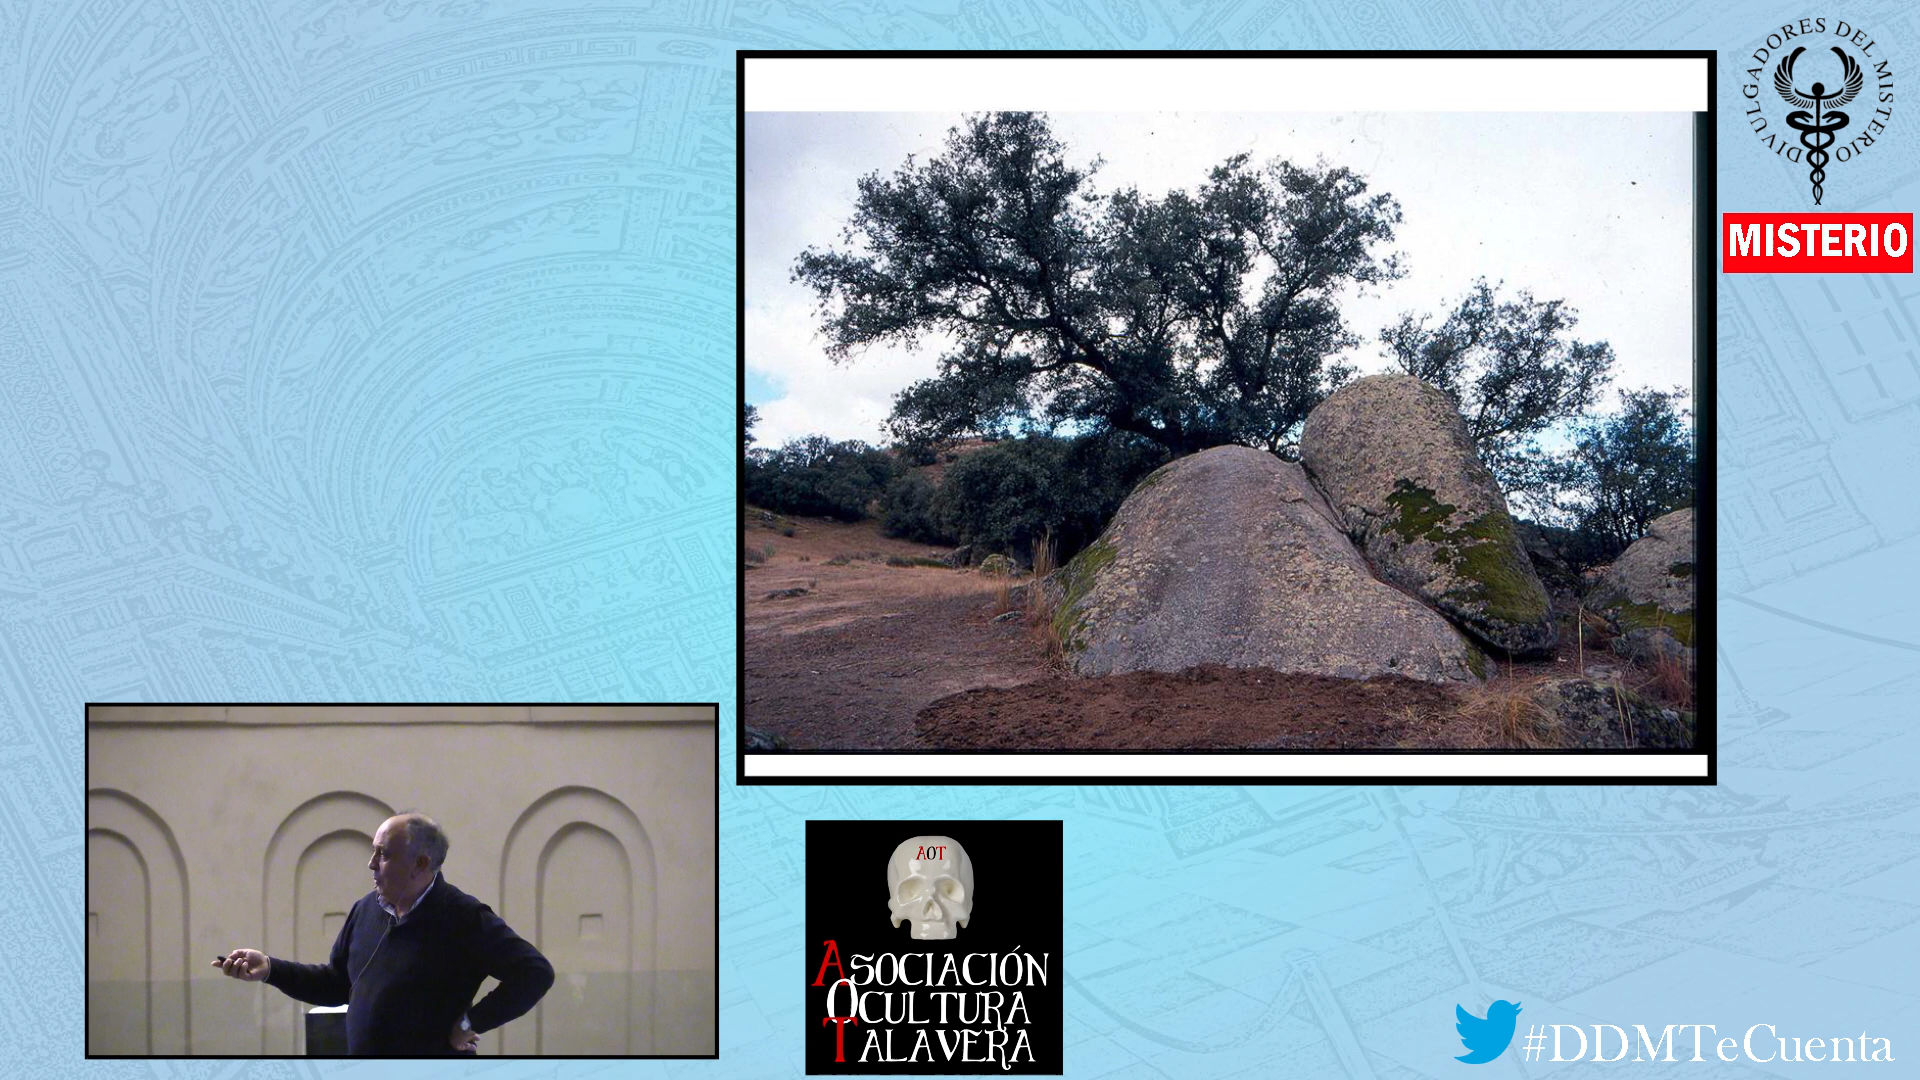 DIVULGADORES DEL MISTERIO
MISTERIO
AOT
ASOCIACIÓN
OCULTURA
TALAVERA
#DDMTeCuenta